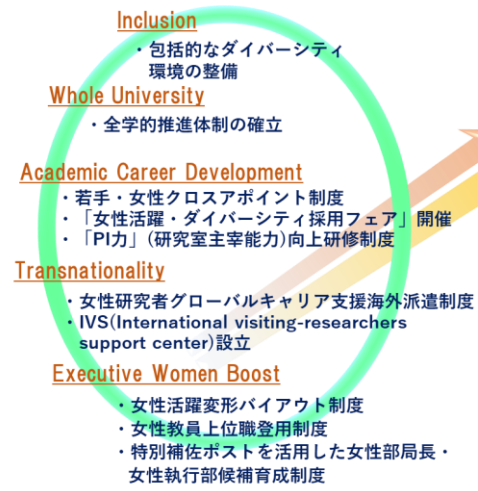 Inclusion
・包括的なダイバーシティ
環境の整備
Whole University
・全学的推進体制の確立
Academic Career Development
・若手・女性クロスアポイント制度
・「女性活躍・ダイバーシティ採用フェア」開催
・「PI力」(研究室主宰能力)向上研修制度
Transnationality
・女性研究者グローバルキャリア支援海外派遣制度
・IVS(International visiting-researchers
support center)設立
Executive Women Boost
・女性活躍変形バイアウト制度
・女性教員上位職登用制度
・特別補佐ポストを活用した女性部局長・
女性執行部候補育成制度